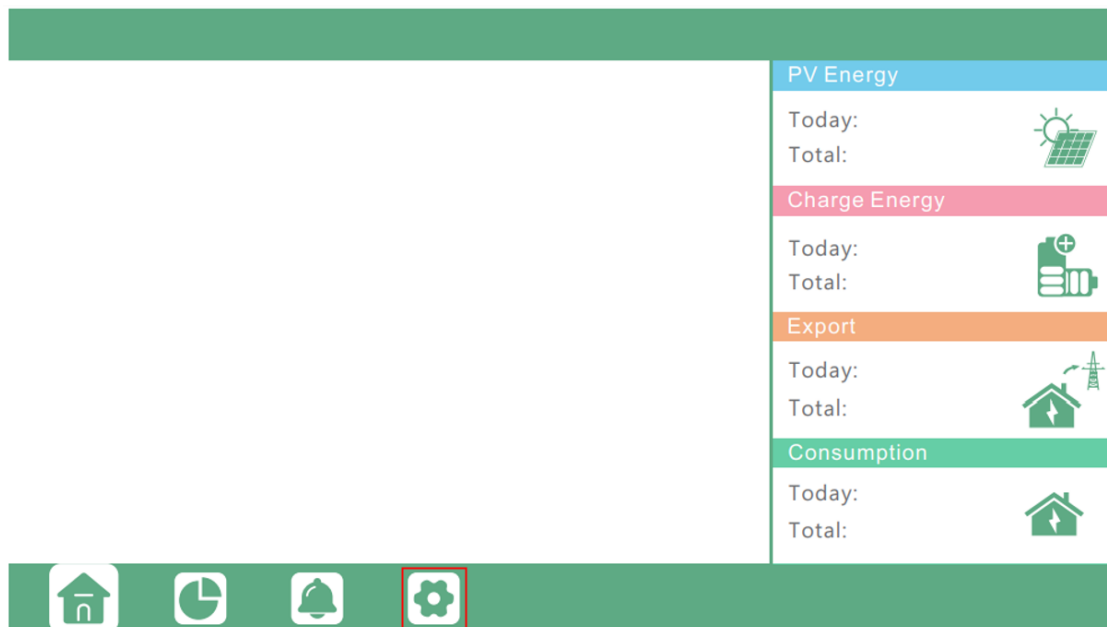 PV Energy
Today:
Total:
Charge Energy
Today:
Total:
Export
Today:
Total:
Consumption
Today:
Total: